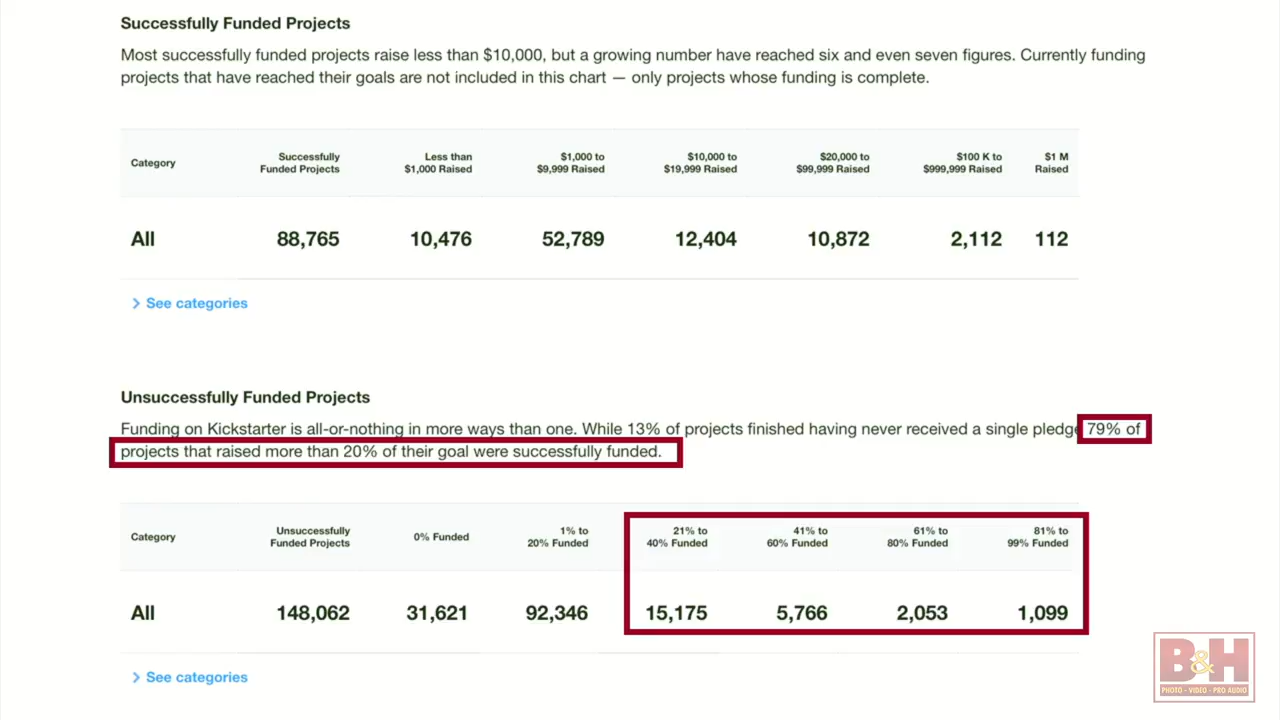 Successfully Funded Projects
Most successfully funded projects raise less than $10,000, but a growing number have reached six and even seven figures. Currently funding
projects that have reached their goals are not included in this chart — only projects whose funding is complete.
Category
Successfully
Funded Projects
Less than
$1,000 Raised
$1,000 to
$9,999 Raised
$10,000 to
$19,999 Raised
$20,000 to
$99,999 Raised
$100 K to
$999,999 Raised
$1 M
Raised
All 88,765 10,476 52,789 12,404 10,872 2,112 112
See categories
Unsuccessfully Funded Projects
Funding on Kickstarter is all-or-nothing in more ways than one. While 13% of projects finished having never received a single pledge 79% of
projects that raised more than 20% of their goal were successfully funded.
Category
Unsuccessfully
Funded Projects
0% Funded
1% to
20% Funded
21% to
40% Funded
41% to
60% Funded
61% to
80% Funded
81% to
99% Funded
All 148,062 31,621 92,346 15,175 5,766 2,053 1,099
See categories
B&H
PHOTO - VIDEO - PRO AUDIO